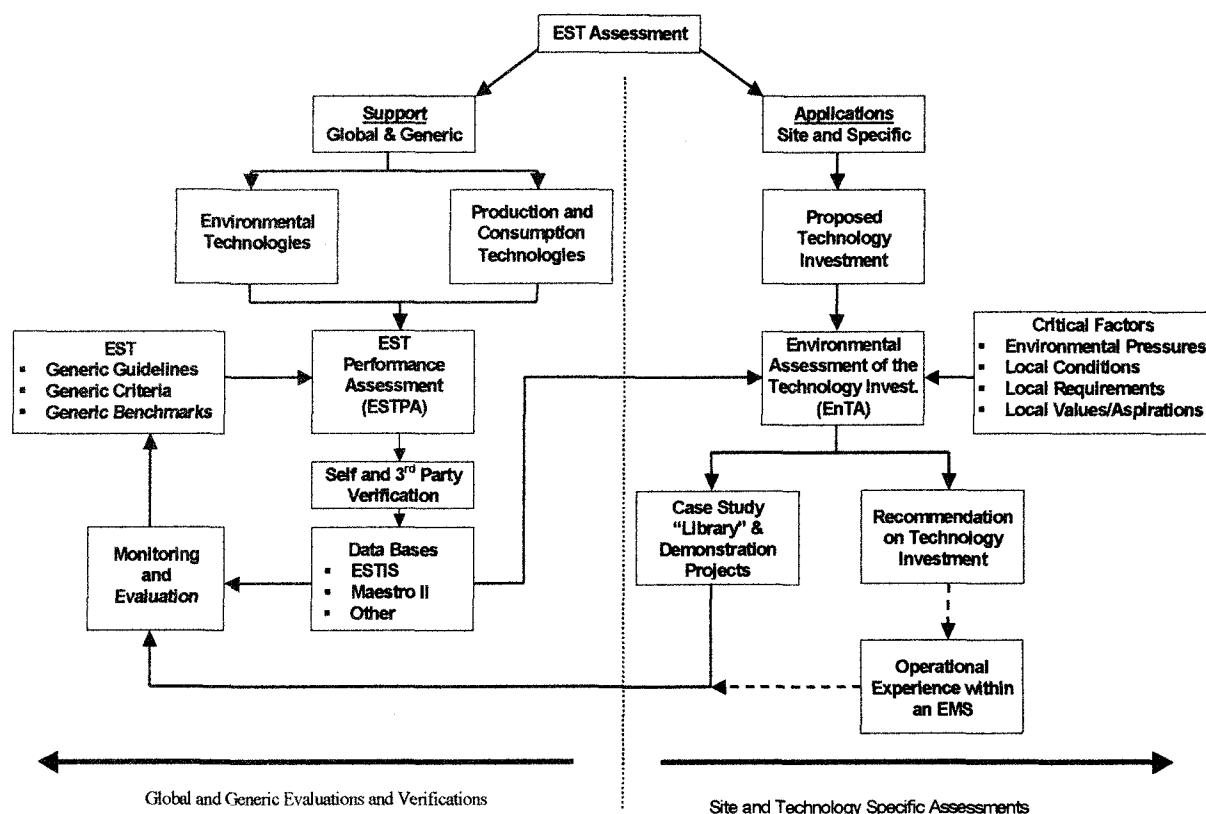 EST Assessment
Support
Global & Generic
Applications
Site and Specific
Environmental
Technologies
Production and
Consumption
Technologies
Proposed
Technology
Investment
EST
▪ Generic Guidelines
▪ Generic Criteria
▪ Generic Benchmarks
EST
Performance
Assessment
(ESTPA)
Environmental
Assessment of the
Technology Invest.
(EnTA)
Critical Factors
▪ Environmental Pressures
▪ Local Conditions
▪ Local Requirements
▪ Local Values/Aspirations
Self and 3rd Party
Verification
Monitoring
and
Evaluation
Data Bases
▪ ESTIS
▪ Maestro II
▪ Other
Case Study
“Library” &
Demonstration
Projects
Recommendation
on Technology
Investment
Operational
Experience within
an EMS
Global and Generic Evaluations and Verifications
Site and Technology Specific Assessments